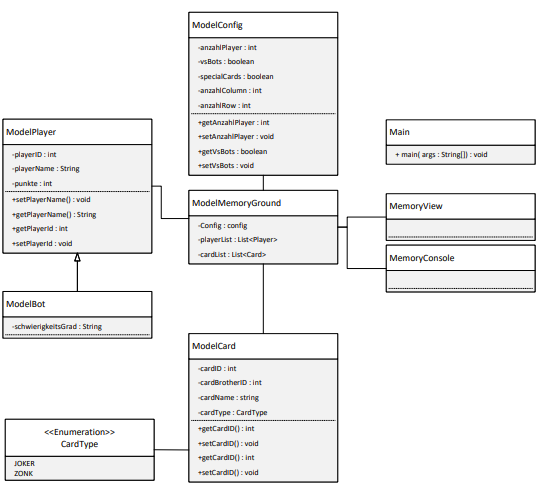 ModelConfig
-anzahlPlayer : int
-vsBots : boolean
-specialCards : boolean
-anzahlColumn : int
-anzahlRow : int
+getAnzahlPlayer : int
+setAnzahlPlayer : void
+getVsBots : boolean
+setVsBots : void
ModelPlayer
-playerID : int
-playerName : String
-punkte : int
+setPlayerName() : void
+getPlayerName() : String
+getPlayerId : int
+setPlayerId : void
Main
+ main( args : String[]) : void
ModelMemoryGround
-Config : config
-playerList : List<Player>
-cardList : List<Card>
MemoryView
MemoryConsole
ModelBot
-schwierigkeitsGrad : String
ModelCard
-cardID : int
-cardBrotherID : int
-cardName : string
-cardType : CardType
+getCardID() : int
+setCardID() : void
+getCardID() : int
+setCardID() : void
<<Enumeration>>
CardType
JOKER
ZONK